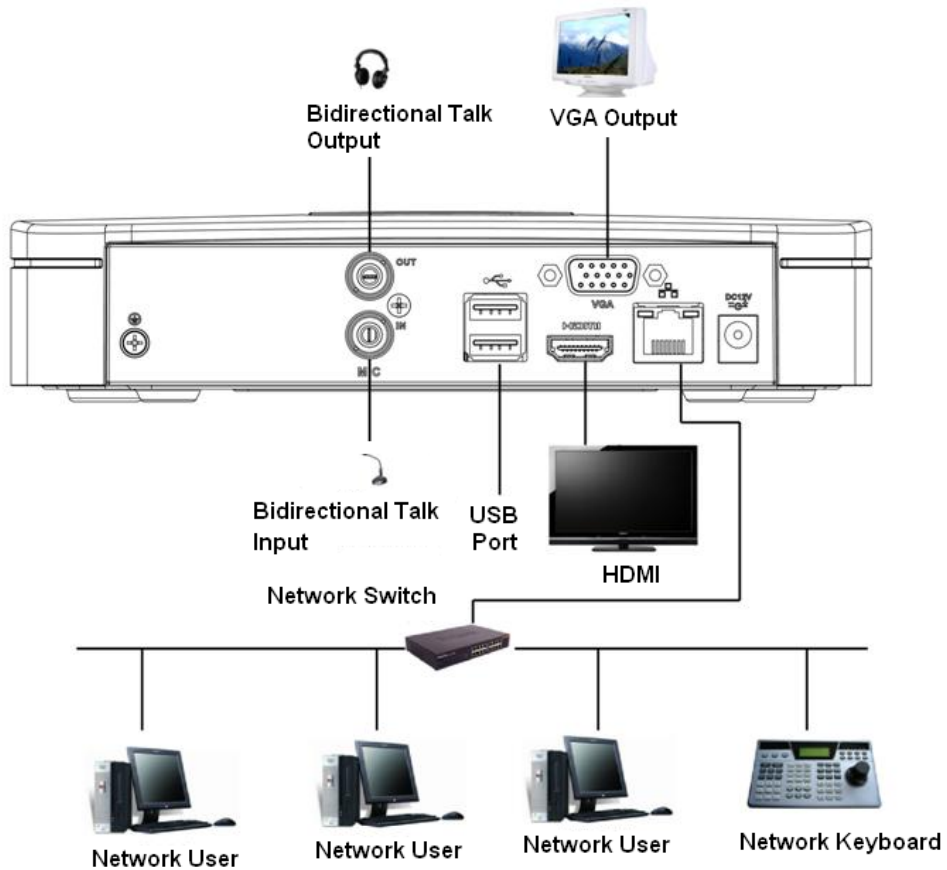 Bidirectional Talk
Output
VGA Output
OUT
IN
MIC
VGA
HDMI
DC12V
Bidirectional Talk
Input
USB
Port
HDMI
Network Switch
Network User
Network User
Network User
Network Keyboard